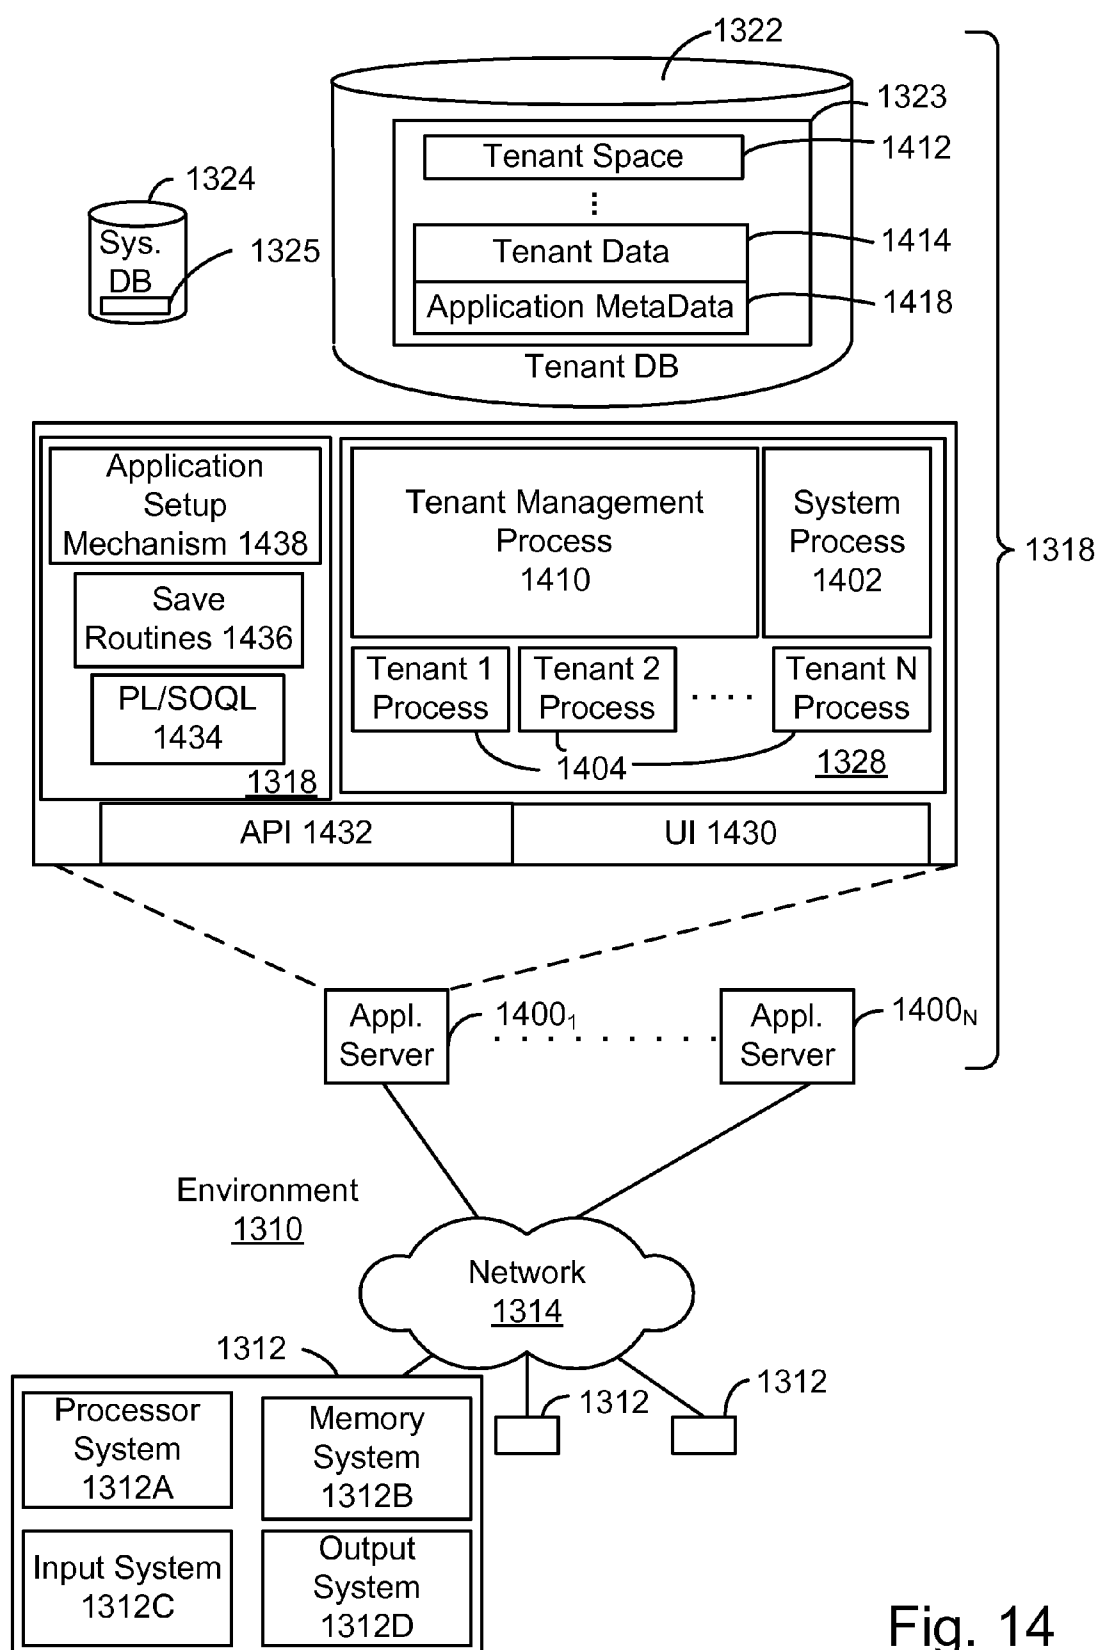 1322
1323
Tenant Space
1412
1324
Sys.
DB
1325
Tenant Data
1414
Application MetaData
1418
Tenant DB
Application
Setup
Mechanism 1438
Save
Routines 1436
PL/SOQL
1434
1318
Tenant Management
Process
1410
System
Process
1402
Tenant 1
Process
Tenant 2
Process
. . . .
Tenant N
Process
1404
1328
1318
API 1432
UI 1430
Appl.
Server
1400₁
. . . . . . . . .
Appl.
Server
1400N
Environment
1310
Network
1314
1312
1312
1312
Processor
System
1312A
Memory
System
1312B
Input System
1312C
Output
System
1312D
Fig. 14